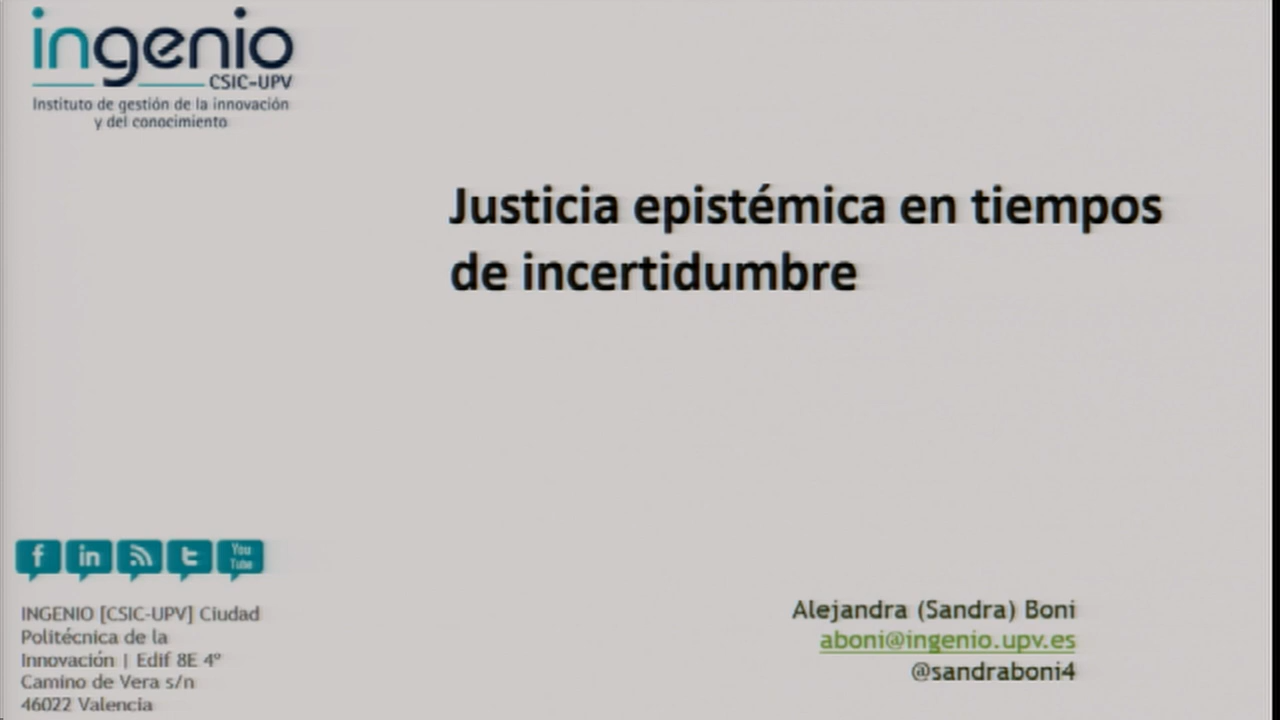 ingenio
CSIC-UPV
Instituto de gestión de la innovación
y del conocimiento
Justicia epistémica en tiempos
de incertidumbre
f in t You
Tube
INGENIO [CSIC-UPV] Ciudad
Politécnica de la
Innovación | Edif 8E 4º
Camino de Vera s/n
46022 Valencia
Alejandra (Sandra) Boni
aboni@ingenio.upv.es
@sandraboni4